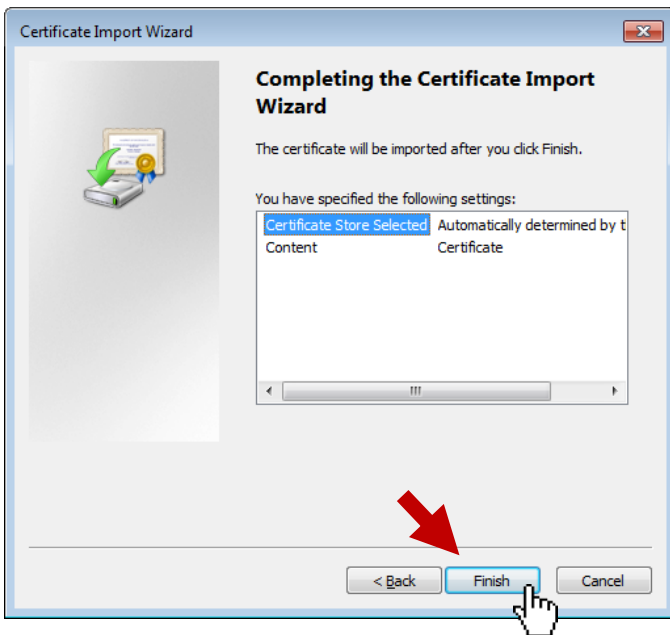 Certificate Import Wizard
Completing the Certificate Import
Wizard
The certificate will be imported after you click Finish.
You have specified the following settings:
Certificate Store Selected Automatically determined by t
Content Certificate
< Back Finish Cancel